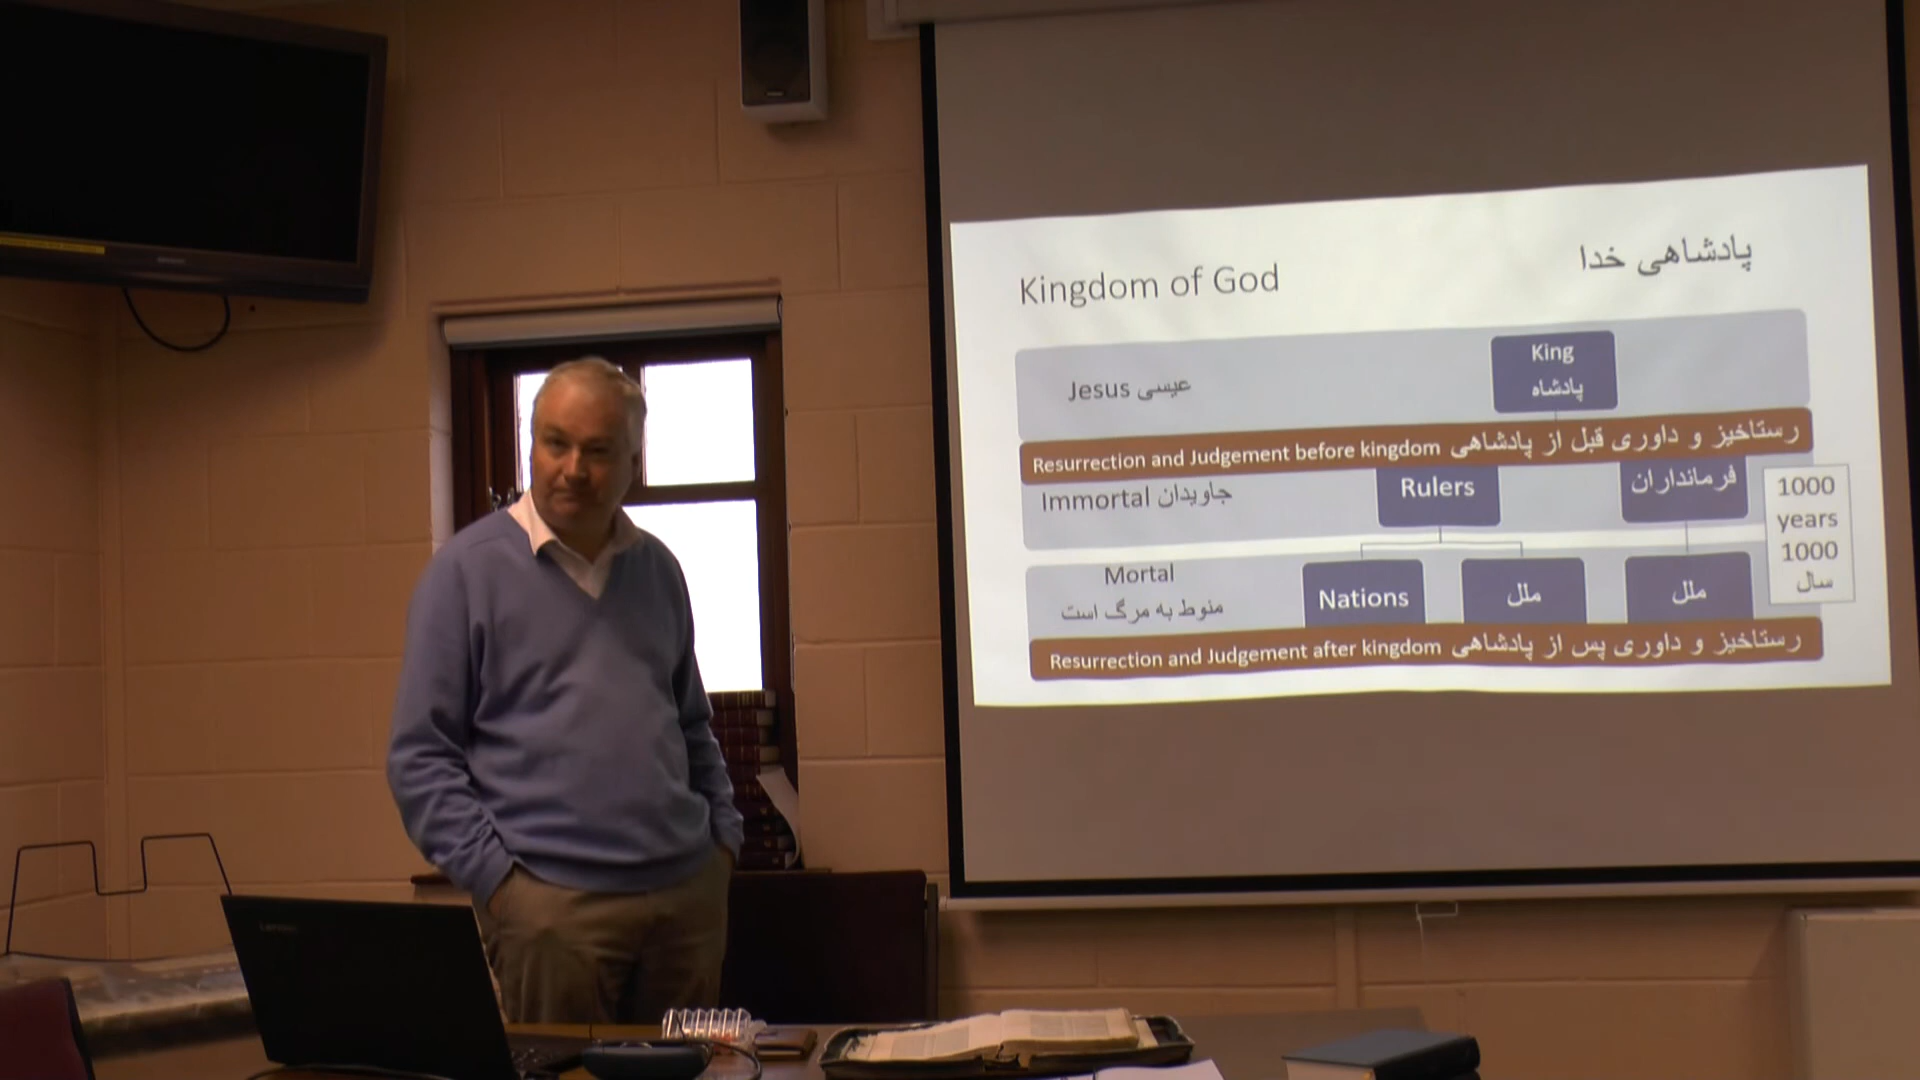 Kingdom of God
پادشاهی خدا
King
پادشاه
Jesus عیسی
Resurrection and Judgement before kingdom رستاخیز و داوری قبل از پادشاهی
Immortal جاویدان
Rulers
فرمانداران
1000
years
1000
سال
Mortal
منوط به مرگ است
Nations
ملل
ملل
Resurrection and Judgement after kingdom رستاخیز و داوری پس از پادشاهی
Lenovo